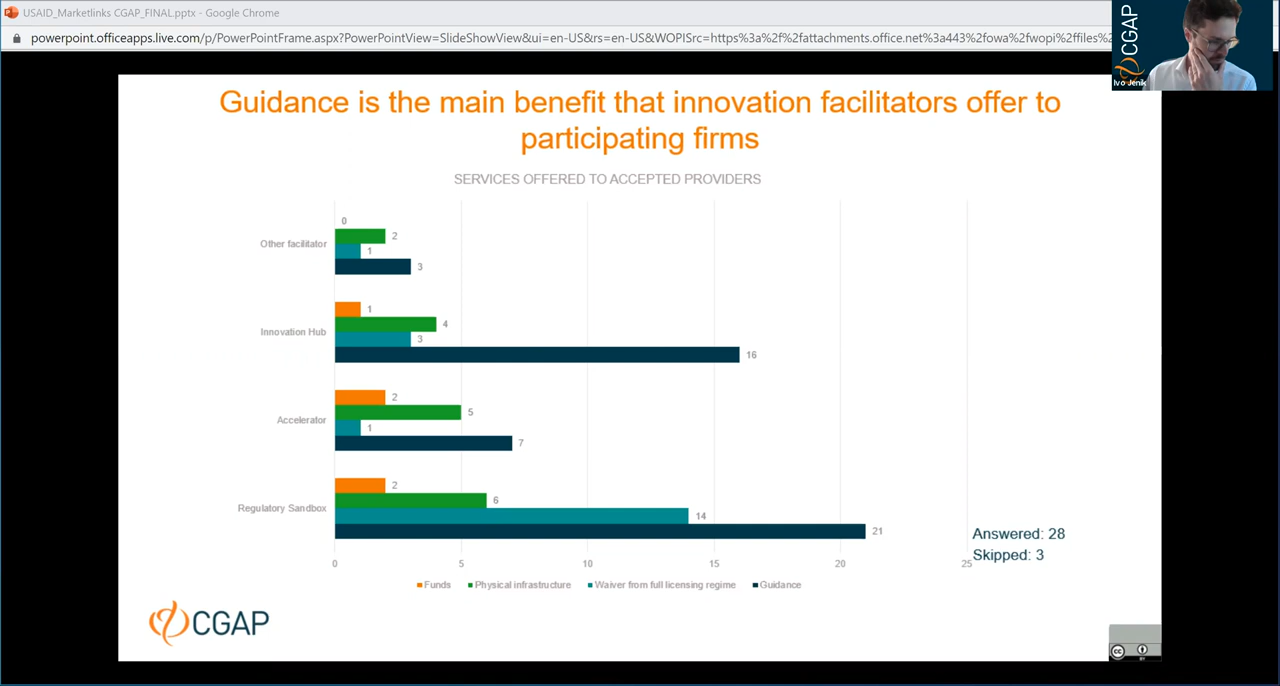 USAID_Marketlinks CGAP_FINAL.pptx - Google Chrome
powerpoint.officeapps.live.com/p/PowerPointFrame.aspx?PowerPointView=SlideShowView&ui=en-US&rs=en-US&WOPISrc=https%3a%2f%2fattachments.office.net%3a443%2fowa%2fwopi%2ffiles%2
CGAP
Ivo Jenik
Guidance is the main benefit that innovation facilitators offer to
participating firms
SERVICES OFFERED TO ACCEPTED PROVIDERS
0
Other facilitator
2
1
3
1
Innovation Hub
4
3
16
2
Accelerator
5
1
7
2
Regulatory Sandbox
6
14
21
0 5 10 15 20 25
Funds Physical infrastructure Waiver from full licensing regime Guidance
Answered: 28
Skipped: 3
CGAP
cc
BY